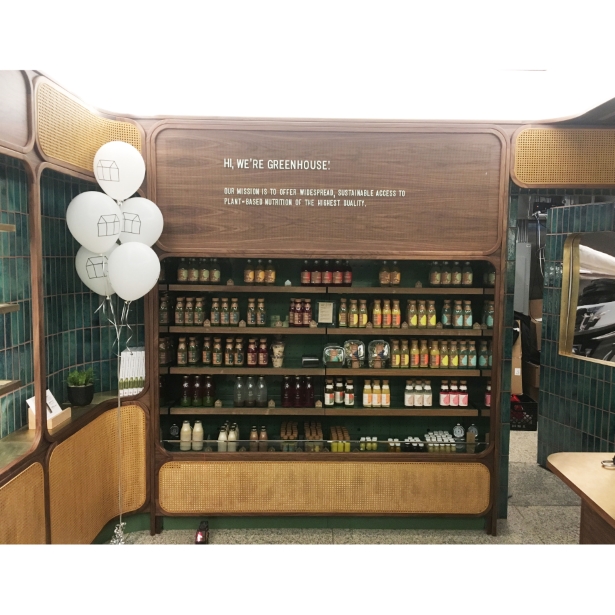 HI, WE'RE GREENHOUSE!
OUR MISSION IS TO OFFER WIDESPREAD, SUSTAINABLE ACCESS TO
PLANT-BASED NUTRITION OF THE HIGHEST QUALITY.